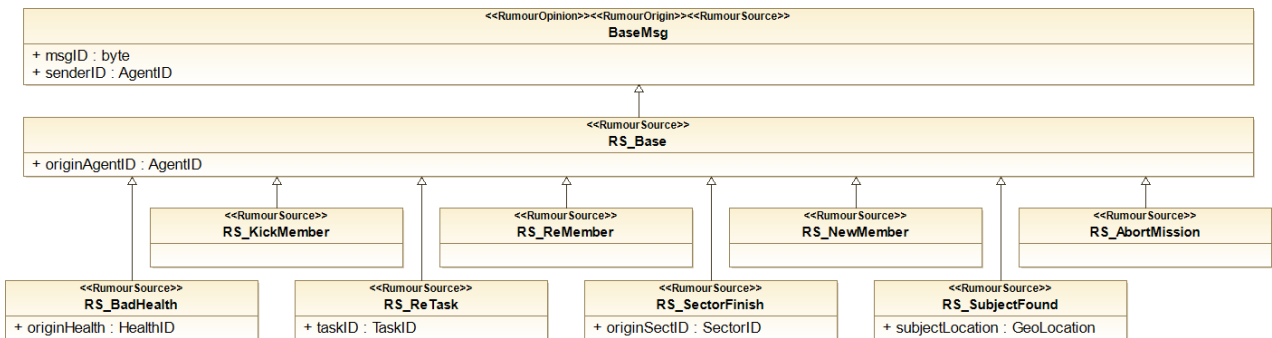 <<RumourOpinion>><<RumourOrigin>><<RumourSource>>
BaseMsg
+ msgID : byte
+ senderID : AgentID
<<RumourSource>>
RS_Base
+ originAgentID : AgentID
<<RumourSource>>
RS_KickMember
<<RumourSource>>
RS_ReMember
<<RumourSource>>
RS_NewMember
<<RumourSource>>
RS_AbortMission
<<RumourSource>>
RS_BadHealth
+ originHealth : HealthID
<<RumourSource>>
RS_ReTask
+ taskID : TaskID
<<RumourSource>>
RS_SectorFinish
+ originSectID : SectorID
<<RumourSource>>
RS_SubjectFound
+ subjectLocation : GeoLocation